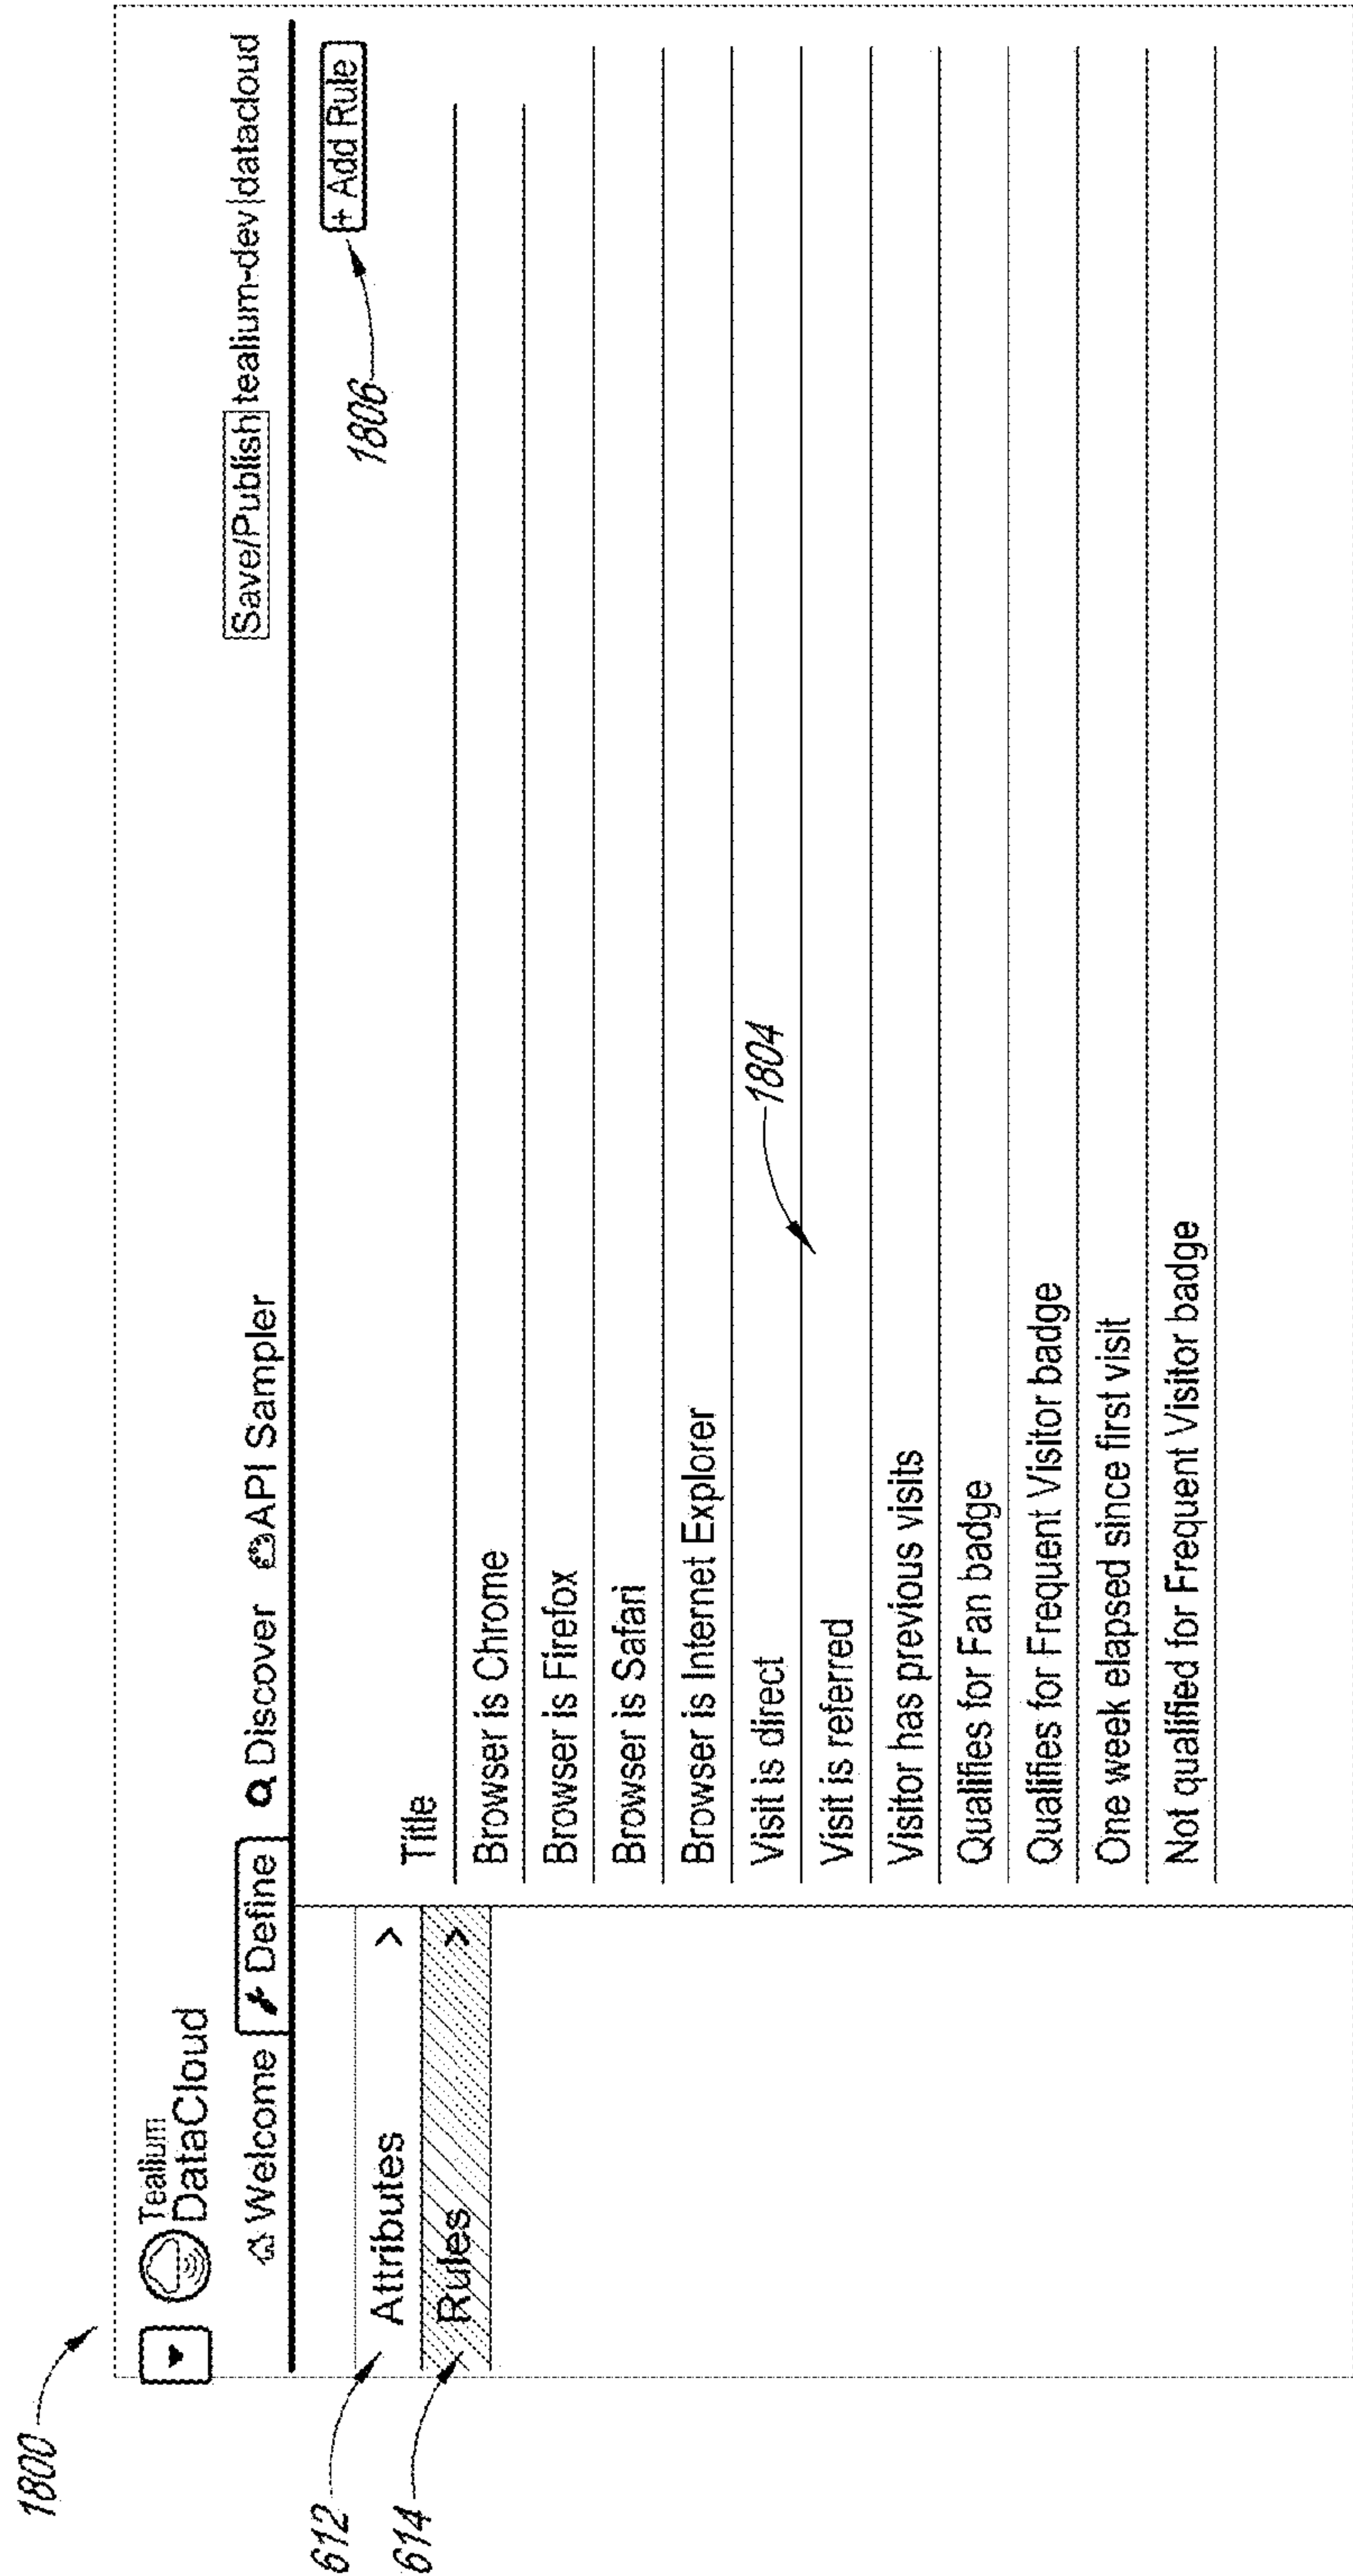 1800
Tealium
DataCloud
Save/Publish tealium-dev datacloud
Welcome Define Discover API Sampler
612
Attributes >
614
Rules >
+ Add Rule
1806
Title
Browser is Chrome
Browser is Firefox
Browser is Safari
Browser is Internet Explorer
Visit is direct
1804
Visit is referred
Visitor has previous visits
Qualifies for Fan badge
Qualifies for Frequent Visitor badge
One week elapsed since first visit
Not qualified for Frequent Visitor badge